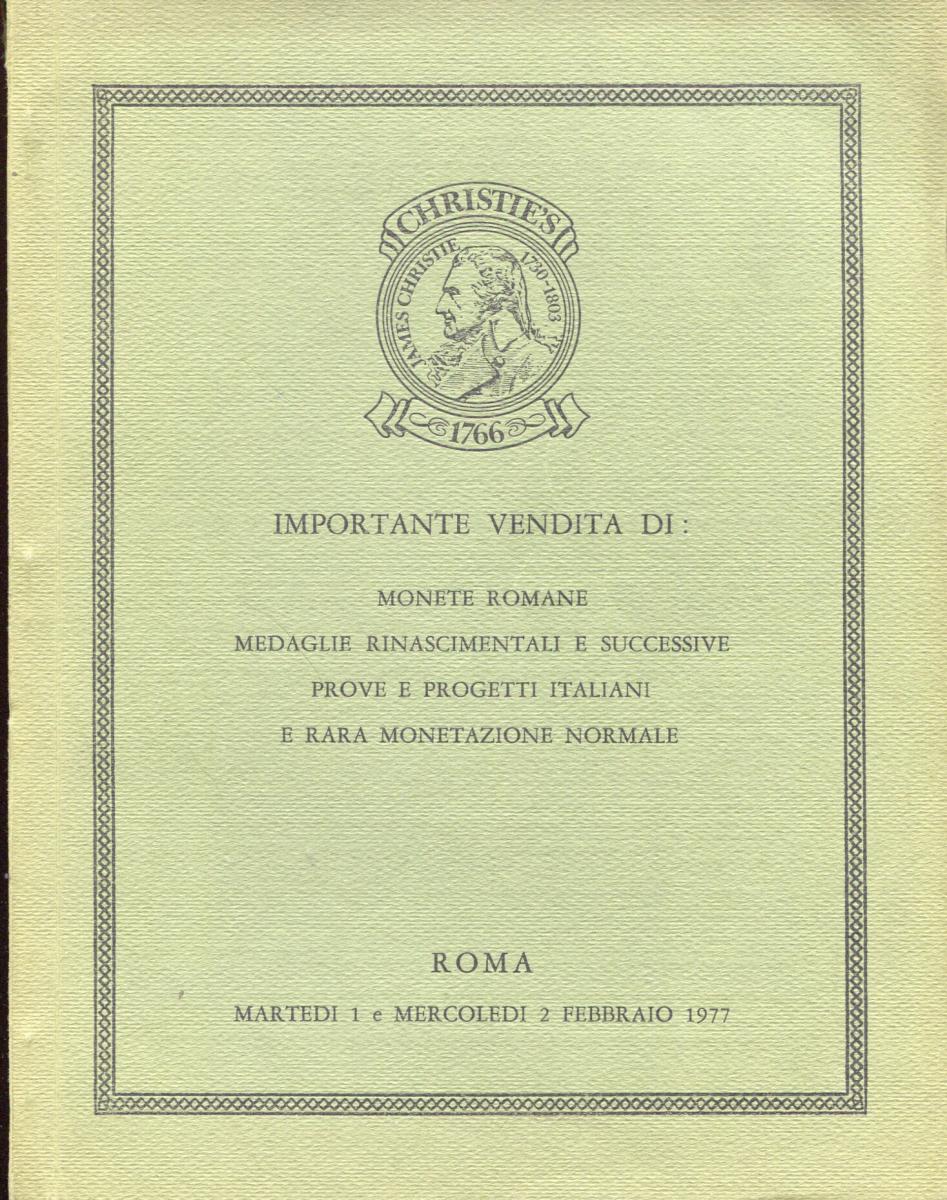 CHRISTIE'S
JAMES CHRISTIE 1730-1803
1766
IMPORTANTE VENDITA DI :
MONETE ROMANE
MEDAGLIE RINASCIMENTALI E SUCCESSIVE
PROVE E PROGETTI ITALIANI
E RARA MONETAZIONE NORMALE
ROMA
MARTEDI 1 e MERCOLEDI 2 FEBBRAIO 1977